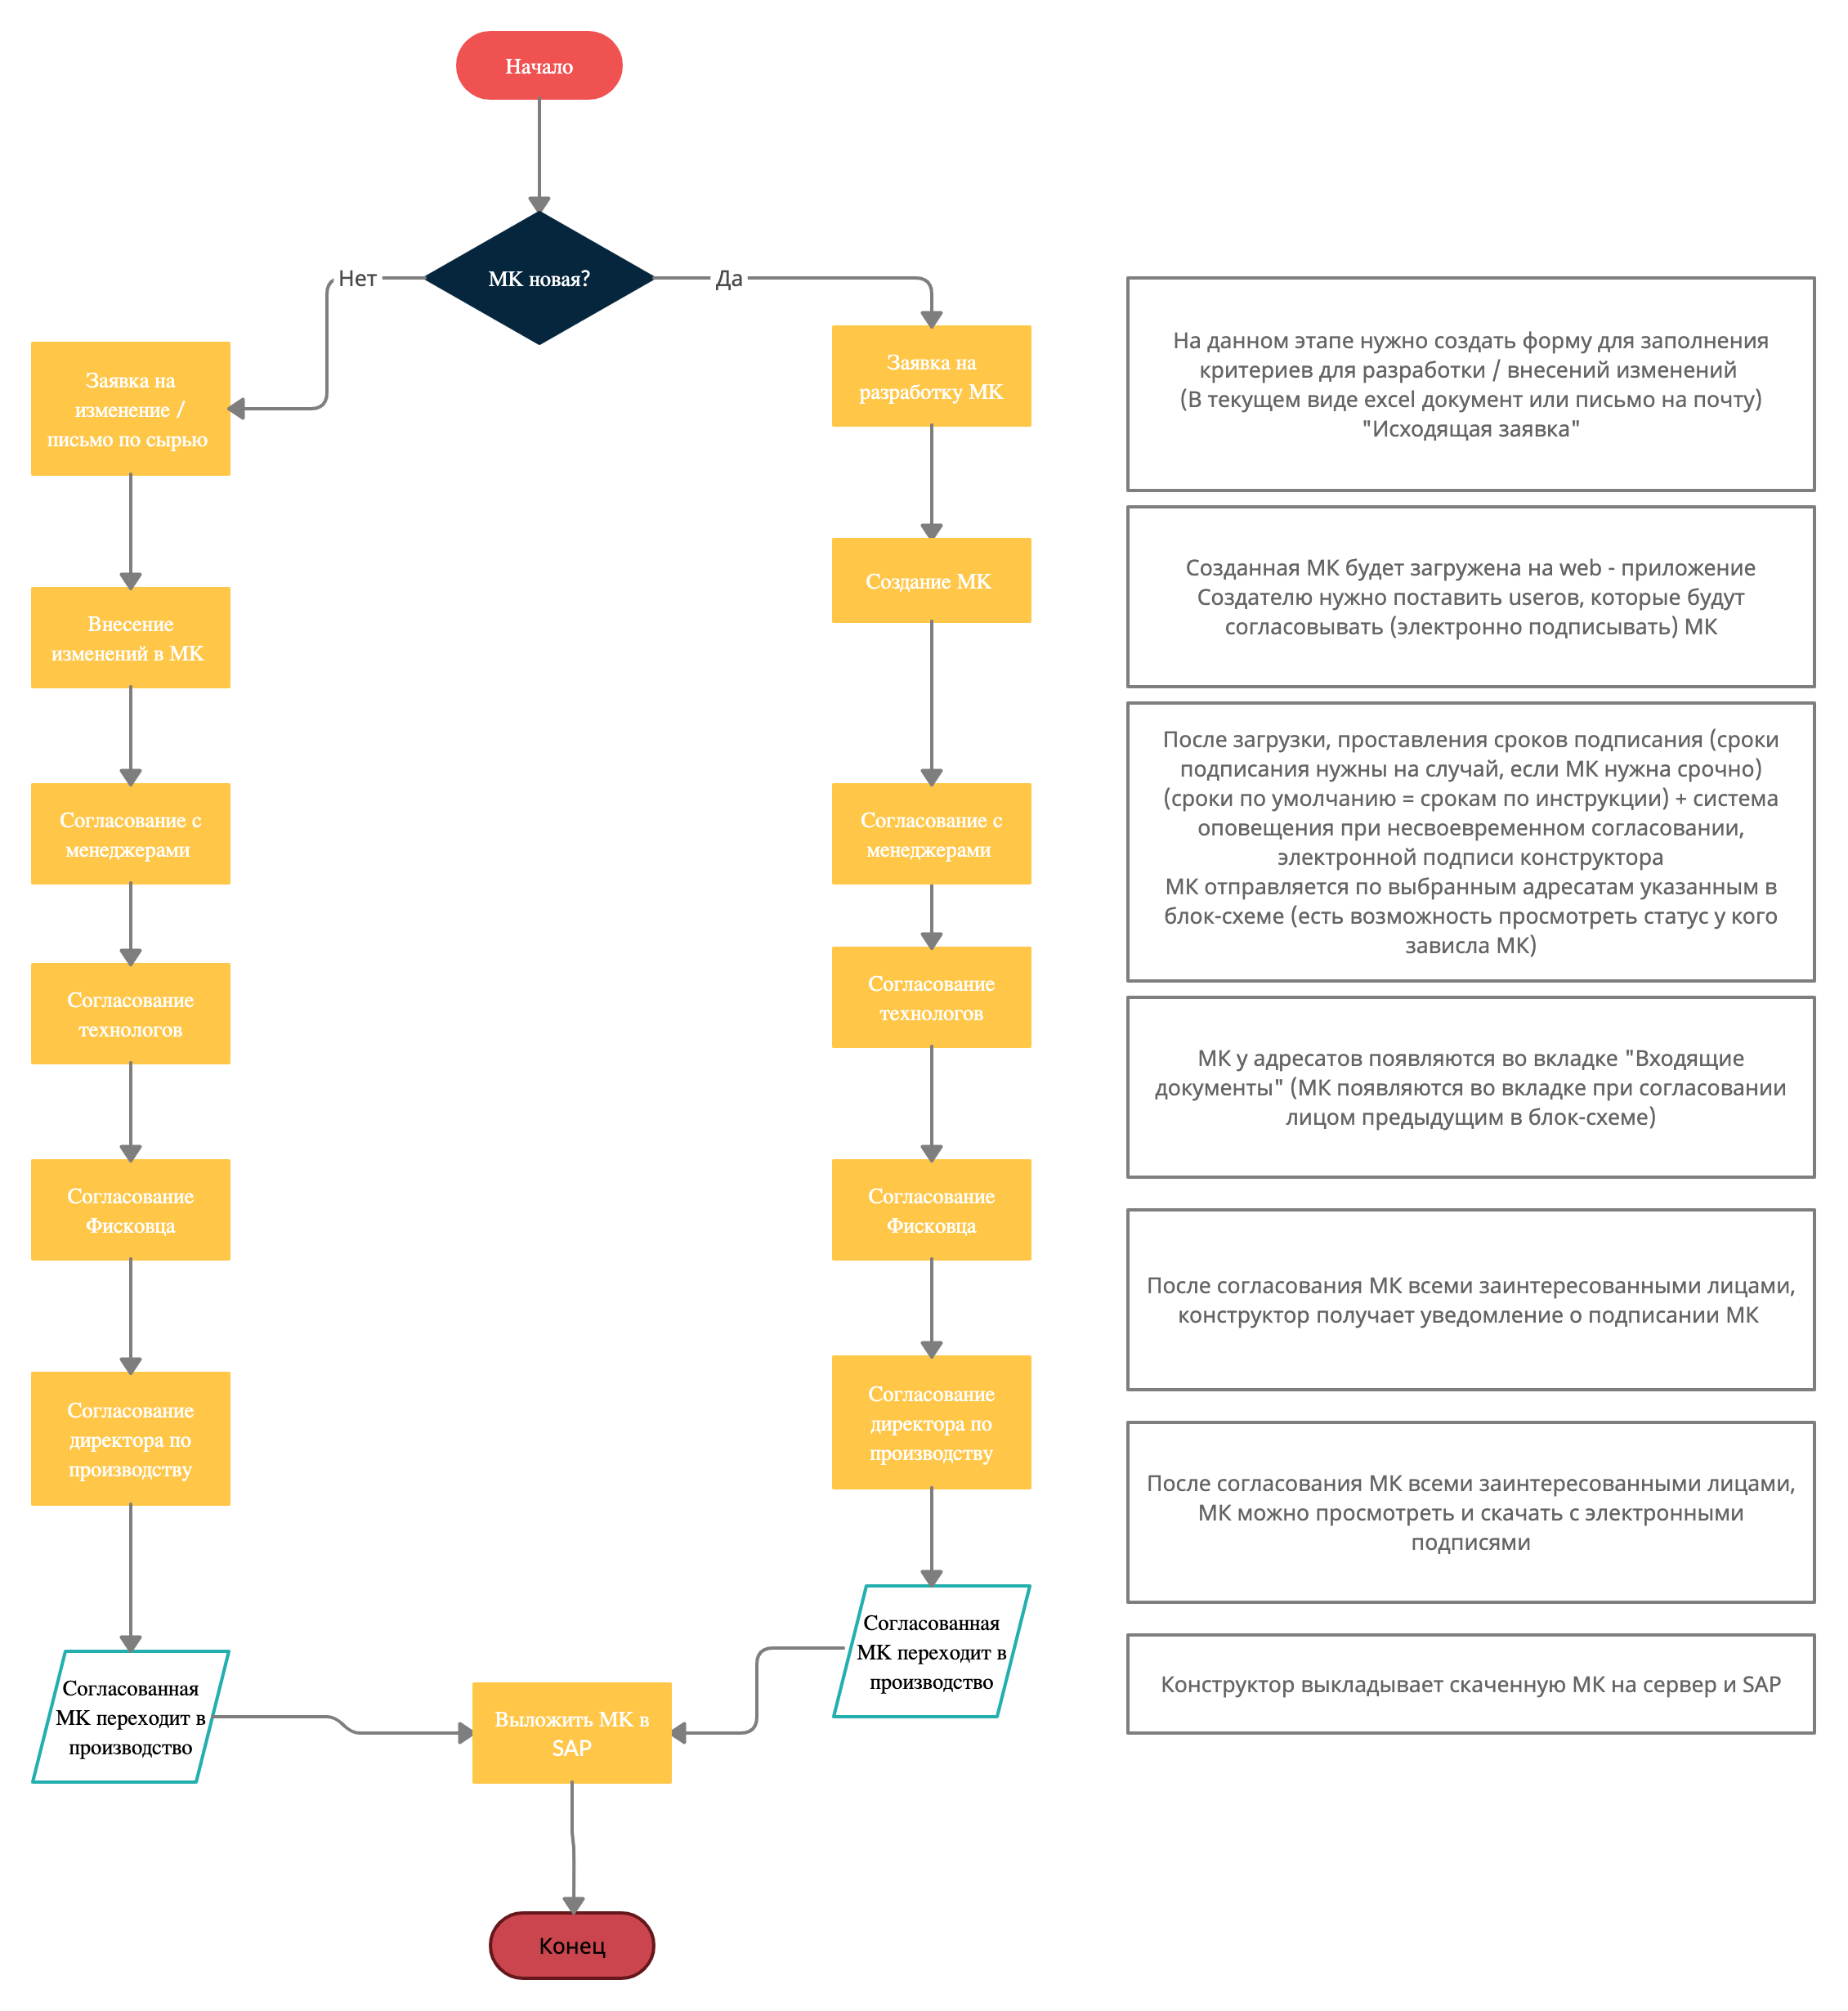 Начало
МК новая?
Нет
Да
Заявка на
изменение /
письмо по сырью
Внесение
изменений в МК
Согласование с
менеджерами
Согласование
технологов
Согласование
Фисковца
Согласование
директора по
производству
Согласованная
МК переходит в
производство
Заявка на
разработку МК
Создание МК
Согласование с
менеджерами
Согласование
технологов
Согласование
Фисковца
Согласование
директора по
производству
Согласованная
МК переходит в
производство
Выложить МК в
SAP
Конец
На данном этапе нужно создать форму для заполнения
критериев для разработки / внесений изменений
(В текущем виде excel документ или письмо на почту)
"Исходящая заявка"
Созданная МК будет загружена на web - приложение
Создателю нужно поставить userов, которые будут
согласовывать (электронно подписывать) МК
После загрузки, проставления сроков подписания (сроки
подписания нужны на случай, если МК нужна срочно)
(сроки по умолчанию = срокам по инструкции) + система
оповещения при несвоевременном согласовании,
электронной подписи конструктора
МК отправляется по выбранным адресатам указанным в
блок-схеме (есть возможность просмотреть статус у кого
зависла МК)
МК у адресатов появляются во вкладке "Входящие
документы" (МК появляются во вкладке при согласовании
лицом предыдущим в блок-схеме)
После согласования МК всеми заинтересованными лицами,
конструктор получает уведомление о подписании МК
После согласования МК всеми заинтересованными лицами,
МК можно просмотреть и скачать с электронными
подписями
Конструктор выкладывает скаченную МК на сервер и SAP